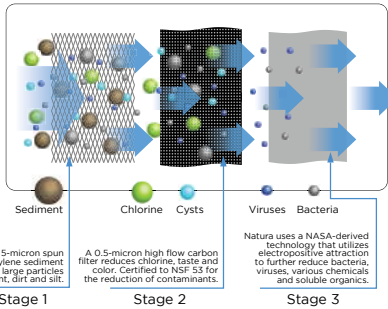 Sediment
Chlorine
Cysts
Viruses
Bacteria
5-micron spun
sediment
large particles
dirt and silt.
Stage 1
A 0.5-micron high flow carbon
filter reduces chlorine, taste and
color. Certified to NSF 53 for
the reduction of contaminants.
Stage 2
Natura uses a NASA-derived
technology that utilizes
electropositive attraction
to further reduce bacteria,
viruses, various chemicals
and soluble organics.
Stage 3